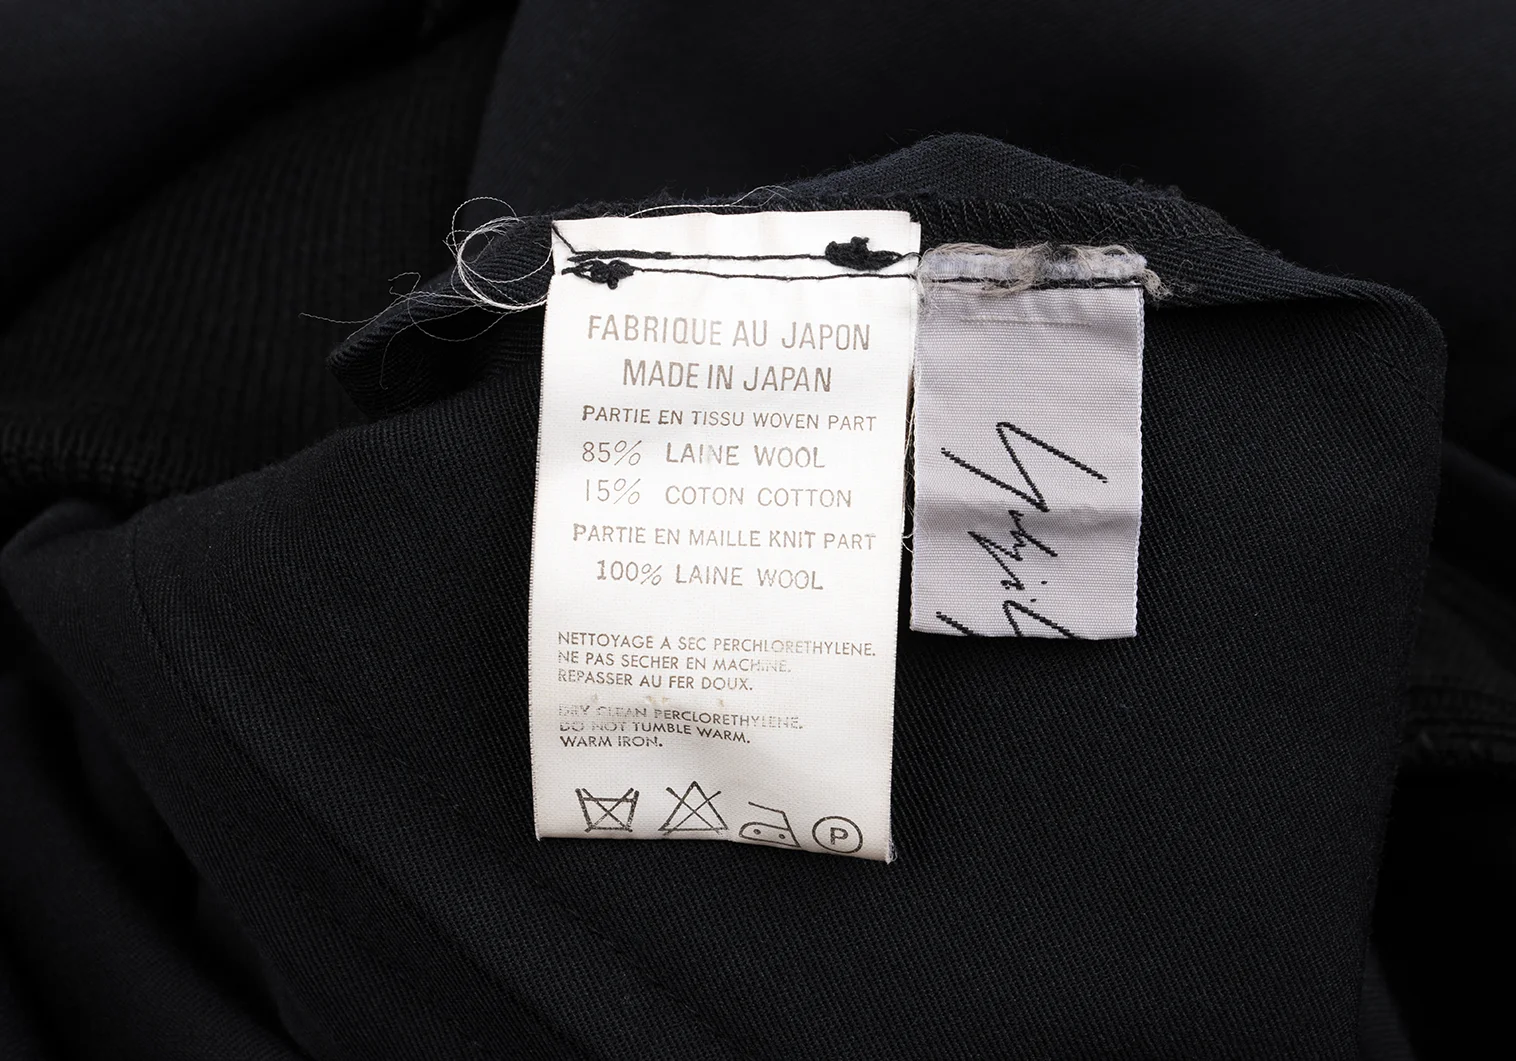 FABRIQUE AU JAPON
MADE IN JAPAN
PARTIE EN TISSU WOVEN PART
85% LAINE WOOL
15% COTON COTTON
PARTIE EN MAILLE KNIT PART
100% LAINE WOOL
NETTOYAGE A SEC PERCHLORETHYLENE.
NE PAS SECHER EN MACHINE.
REPASSER AU FER DOUX.
DRY CLEAN PERCLORETHYLENE.
DO NOT TUMBLE WARM.
WARM IRON.
P